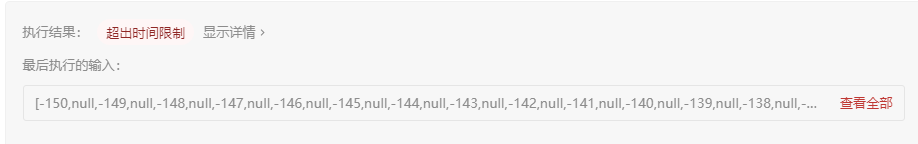 执行结果： 超出时间限制 显示详情 ›
最后执行的输入：
[-150,null,-149,null,-148,null,-147,null,-146,null,-145,null,-144,null,-143,null,-142,null,-141,null,-140,null,-139,null,-138,null,-... 查看全部